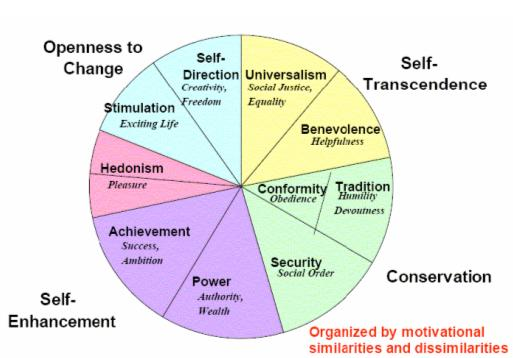 Openness to
Change
Self-
Direction
Creativity,
Freedom
Universalism
Social Justice,
Equality
Self-
Transcendence
Stimulation
Exciting Life
Benevolence
Helpfulness
Hedonism
Pleasure
Conformity
Obedience
Tradition
Humility
Devoutness
Achievement
Success,
Ambition
Security
Social Order
Power
Authority,
Wealth
Conservation
Self-
Enhancement
Organized by motivational
similarities and dissimilarities